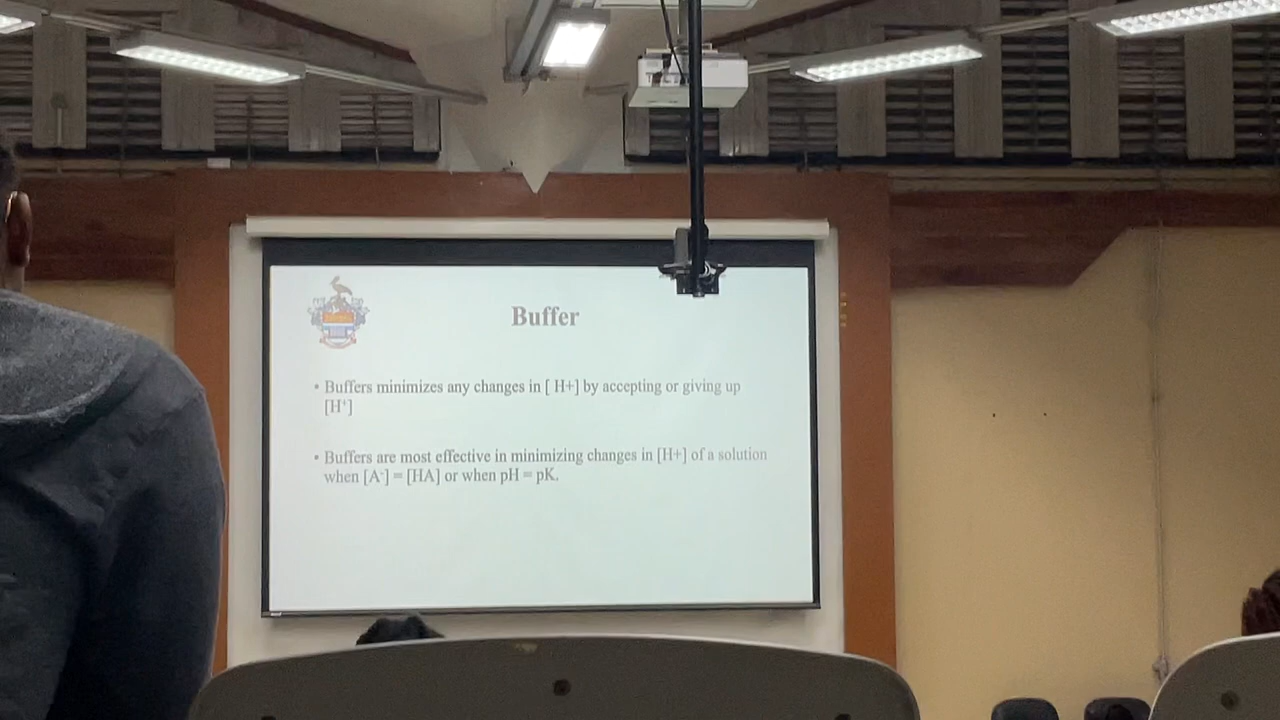 Buffer
▪ Buffers minimizes any changes in [ H+] by accepting or giving up
[H⁺]
▪ Buffers are most effective in minimizing changes in [H+] of a solution
when [A⁻] = [HA] or when pH = pK.